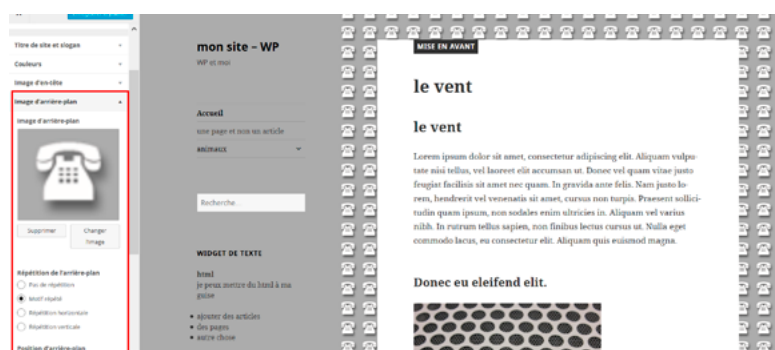 Titre de site et slogan
Couleurs
Image d'en-tête
Image d'arrière-plan
Image d'arrière-plan
Supprimer
Changer
l'image
Répétition de l'arrière-plan
Pas de répétition
Motif répété
Répétition horizontale
Répétition verticale
Position d'arrière-plan
mon site – WP
WP et moi
Accueil
une page et non un article
animaux
Recherche…
WIDGET DE TEXTE
html
je peux mettre du html à ma
guise
ajouter des articles
des pages
autre chose
MISE EN AVANT
le vent
le vent
Lorem ipsum dolor sit amet, consectetur adipiscing elit. Aliquam vulpu-
tate nisi tellus, vel laoreet elit accumsan ut. Donec vel quam vitae justo
feugiat facilisis sit amet nec quam. In gravida ante felis. Nam justo lo-
rem, hendrerit vel venenatis sit amet, cursus non turpis. Praesent sollici-
tudin quam ipsum, non sodales enim ultricies in. Aliquam vel varius
nibh. In rutrum tellus sapien, non finibus lectus cursus ut. Nulla eget
commodo lacus, eu consectetur elit. Aliquam quis euismod magna.
Donec eu eleifend elit.